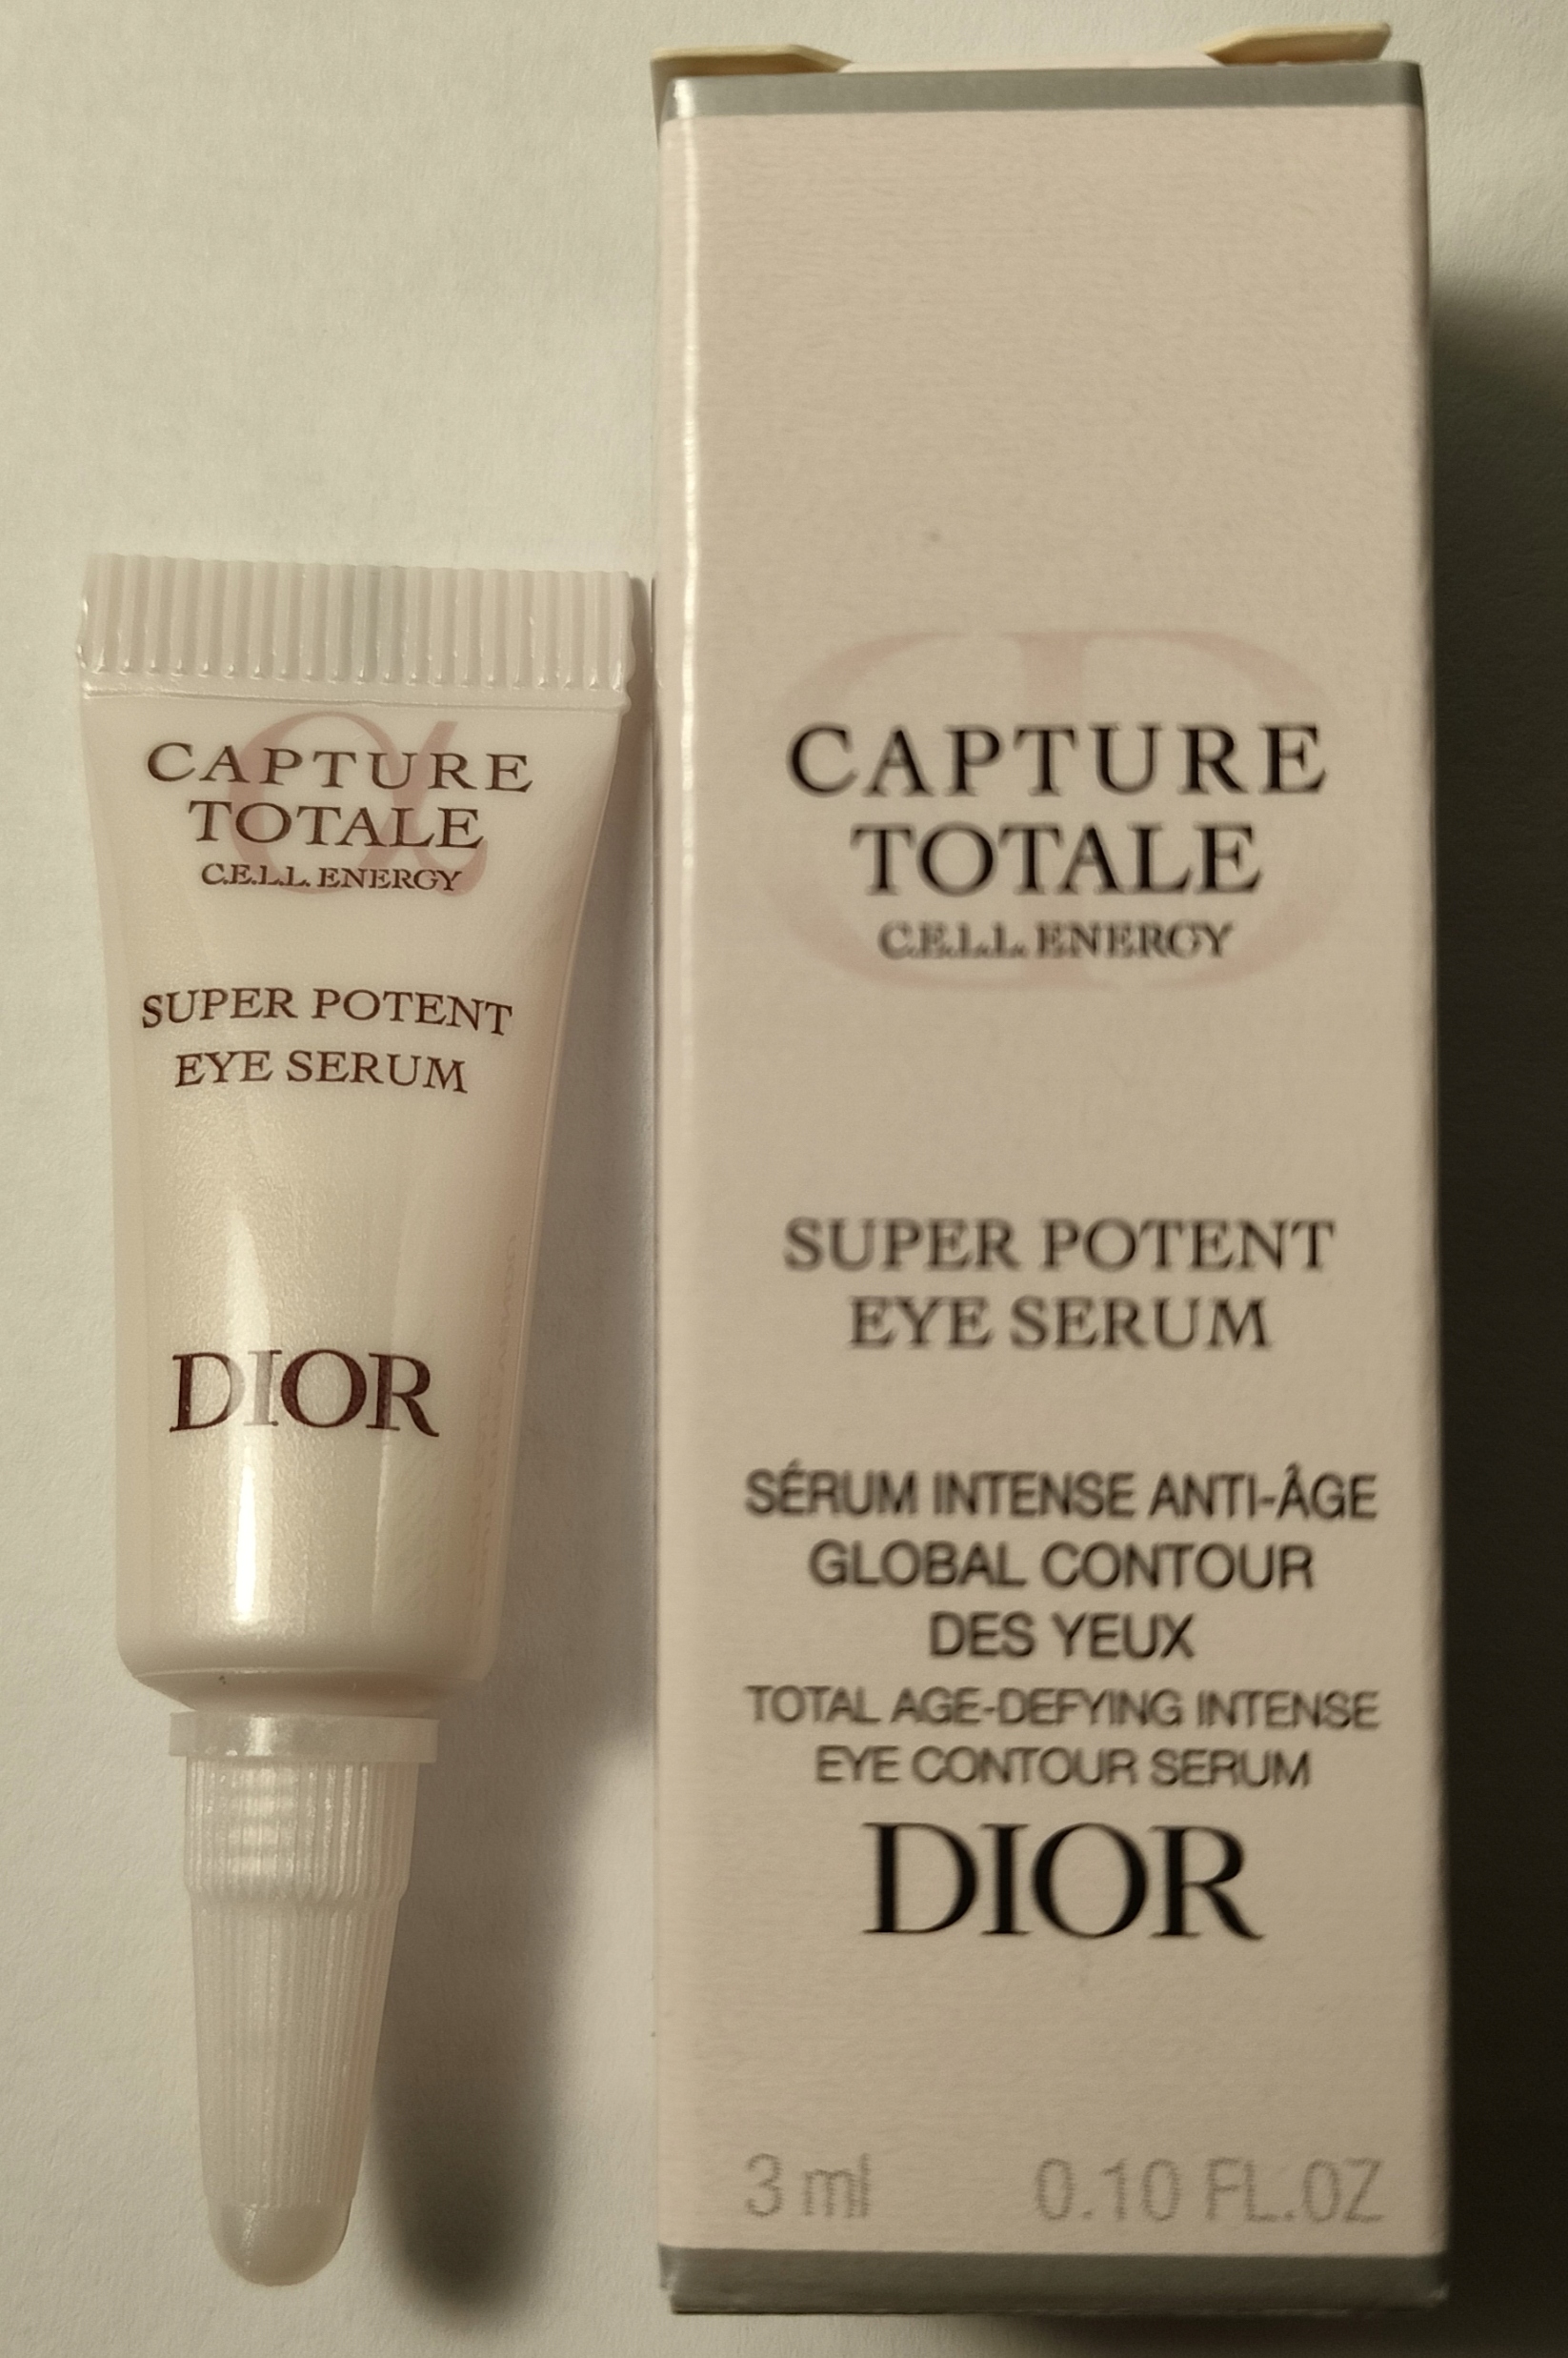 CAPTURE
TOTALE
C.E.L.L. ENERGY
SUPER POTENT
EYE SERUM
DIOR
CAPTURE
TOTALE
C.E.L.L. ENERGY
SUPER POTENT
EYE SERUM
SÉRUM INTENSE ANTI-ÂGE
GLOBAL CONTOUR
DES YEUX
TOTAL AGE-DEFYING INTENSE
EYE CONTOUR SERUM
DIOR
3 ml 0.10 FL.OZ